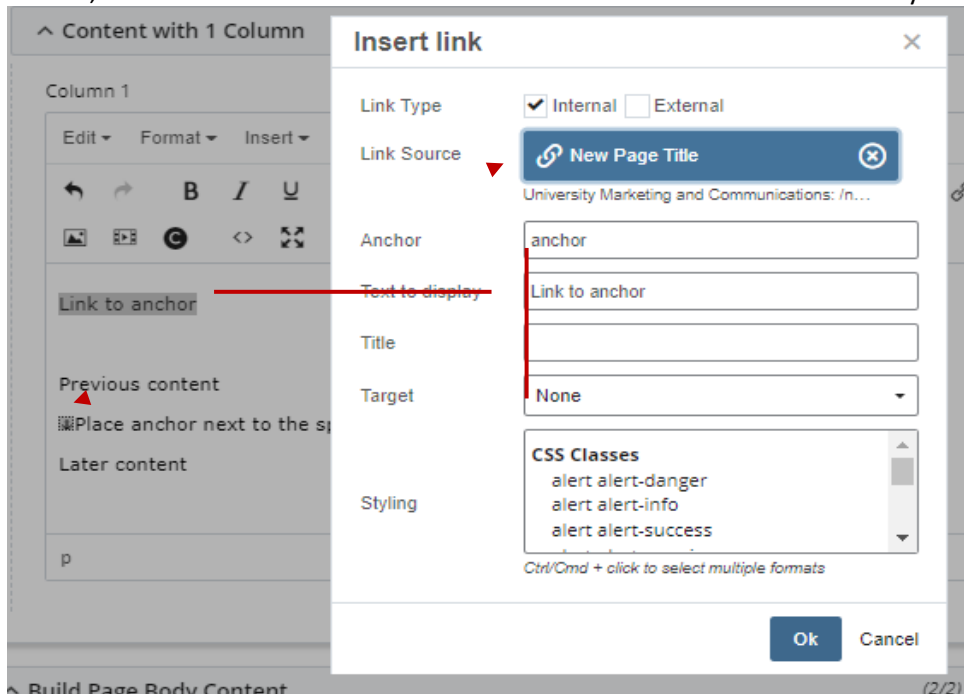 Content with 1 Column
Column 1
Edit Format Insert
B I U
Link to anchor
Previous content
Place anchor next to the
Later content
p
Insert link
Link Type Internal External
Link Source New Page Title
University Marketing and Communications: /n...
Anchor anchor
Text to display Link to anchor
Title
Target None
Styling CSS Classes
alert alert-danger
alert alert-info
alert alert-success
Ctrl/Cmd + click to select multiple formats
Ok Cancel
Build Page Body Content (2/2)